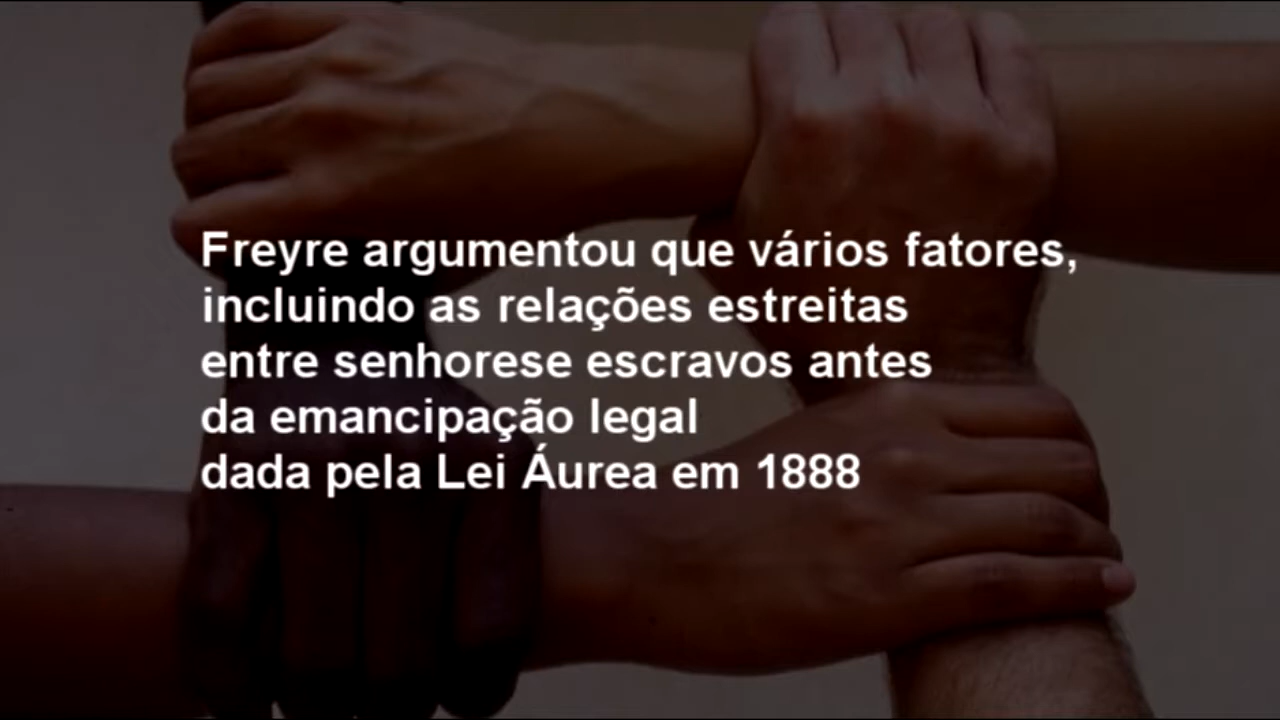 Freyre argumentou que vários fatores,
incluindo as relações estreitas
entre senhorese escravos antes
da emancipação legal
dada pela Lei Áurea em 1888